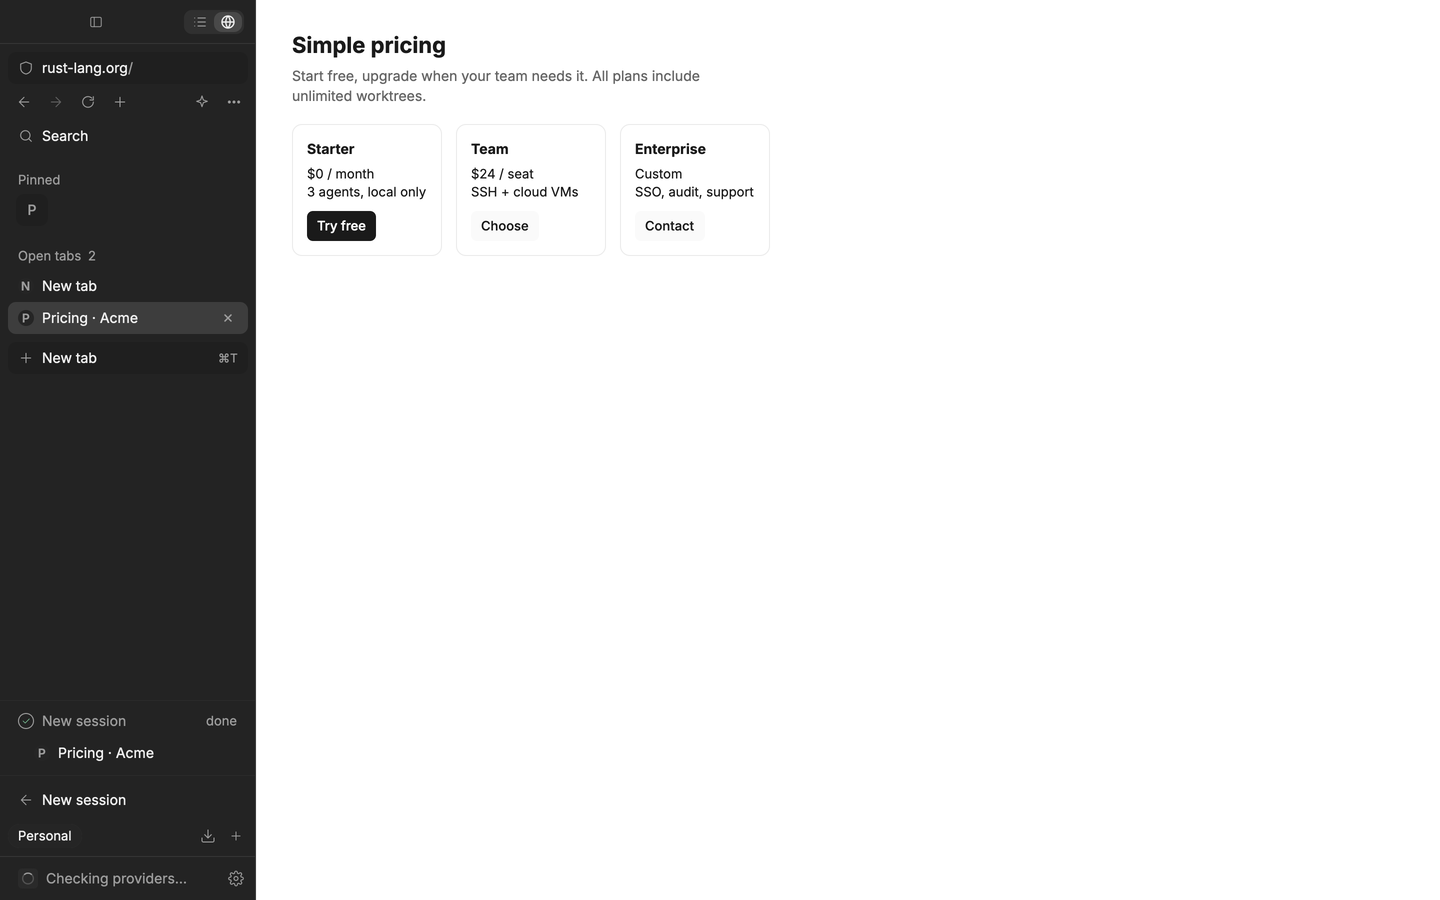 rust-lang.org/
Search
Pinned
P
Open tabs 2
N New tab
P Pricing · Acme
New tab ⌘T
New session done
P Pricing · Acme
New session
Personal
Checking providers...
Simple pricing
Start free, upgrade when your team needs it. All plans include
unlimited worktrees.
Starter
$0 / month
3 agents, local only
Try free
Team
$24 / seat
SSH + cloud VMs
Choose
Enterprise
Custom
SSO, audit, support
Contact